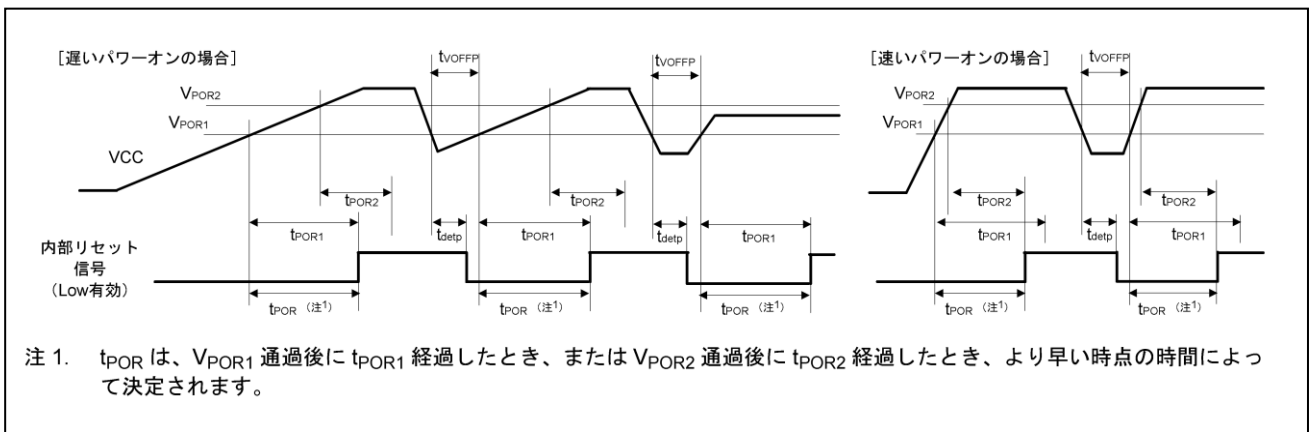 [遅いパワーオンの場合]
tVOFFP
tVOFFP
VPOR2
VPOR1
VCC
tPOR2
tPOR2
tPOR1
tdetp
tPOR1
tdetp
tPOR1
内部リセット
信号
(Low有効)
tPOR (注1)
tPOR (注1)
tPOR (注1)
[速いパワーオンの場合]
tVOFFP
VPOR2
VPOR1
tPOR2
tPOR2
tPOR1
tdetp
tPOR1
tPOR (注1)
tPOR (注1)
注 1. tPOR は、VPOR1 通過後に tPOR1 経過したとき、または VPOR2 通過後に tPOR2 経過したとき、より早い時点の時間によっ
て決定されます。